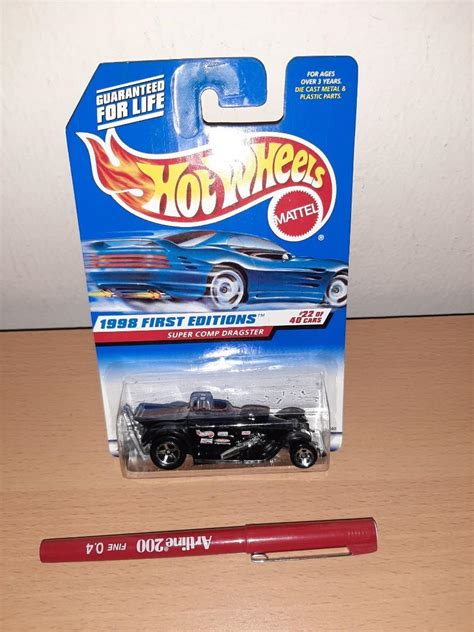 GUARANTEED
FOR LIFE
FOR AGES
OVER 3 YEARS.
DIE CAST METAL &
PLASTIC PARTS.
HOT WHEELS
MATTEL
®
1998 FIRST EDITIONS™
#22 OF
40 CARS
SUPER COMP DRAGSTER
Artline 200 FINE 0.4